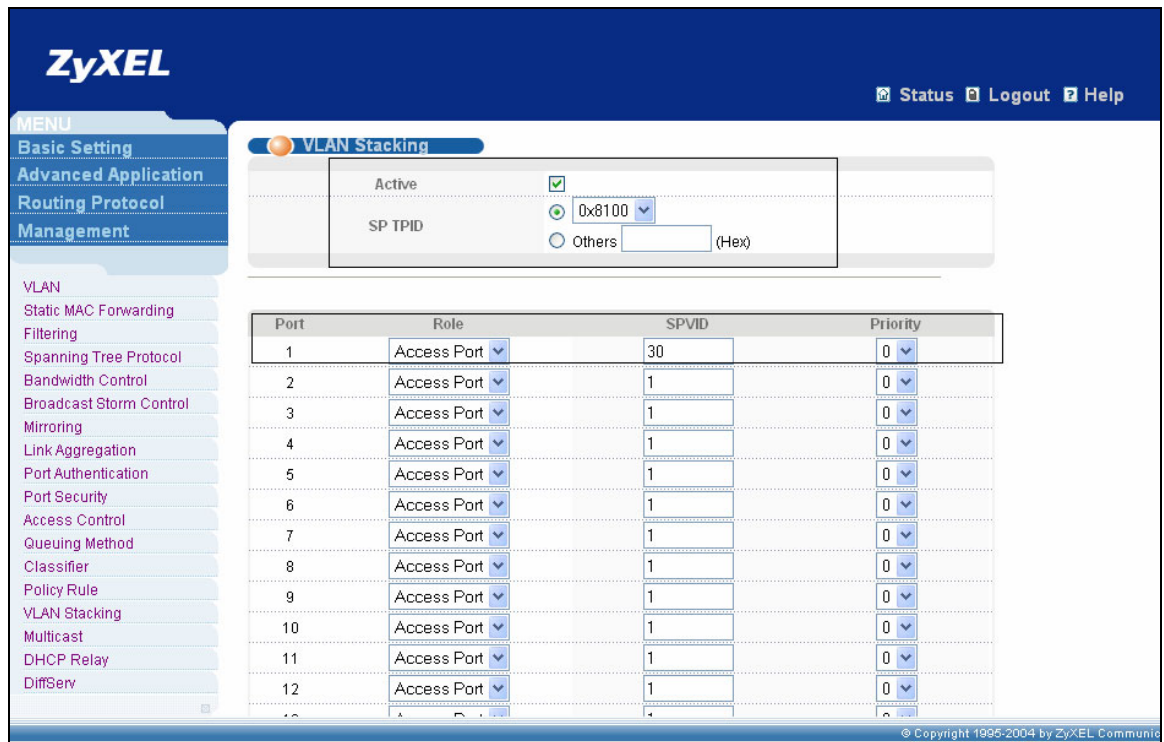 ZyXEL
Status Logout Help
MENU
Basic Setting
Advanced Application
Routing Protocol
Management
VLAN
Static MAC Forwarding
Filtering
Spanning Tree Protocol
Bandwidth Control
Broadcast Storm Control
Mirroring
Link Aggregation
Port Authentication
Port Security
Access Control
Queuing Method
Classifier
Policy Rule
VLAN Stacking
Multicast
DHCP Relay
DiffServ
VLAN Stacking
Active
SP TPID
0x8100
Others (Hex)
Port Role SPVID Priority
1 Access Port 30 0
2 Access Port 1 0
3 Access Port 1 0
4 Access Port 1 0
5 Access Port 1 0
6 Access Port 1 0
7 Access Port 1 0
8 Access Port 1 0
9 Access Port 1 0
10 Access Port 1 0
11 Access Port 1 0
12 Access Port 1 0
© Copyright 1995-2004 by ZyXEL Communic